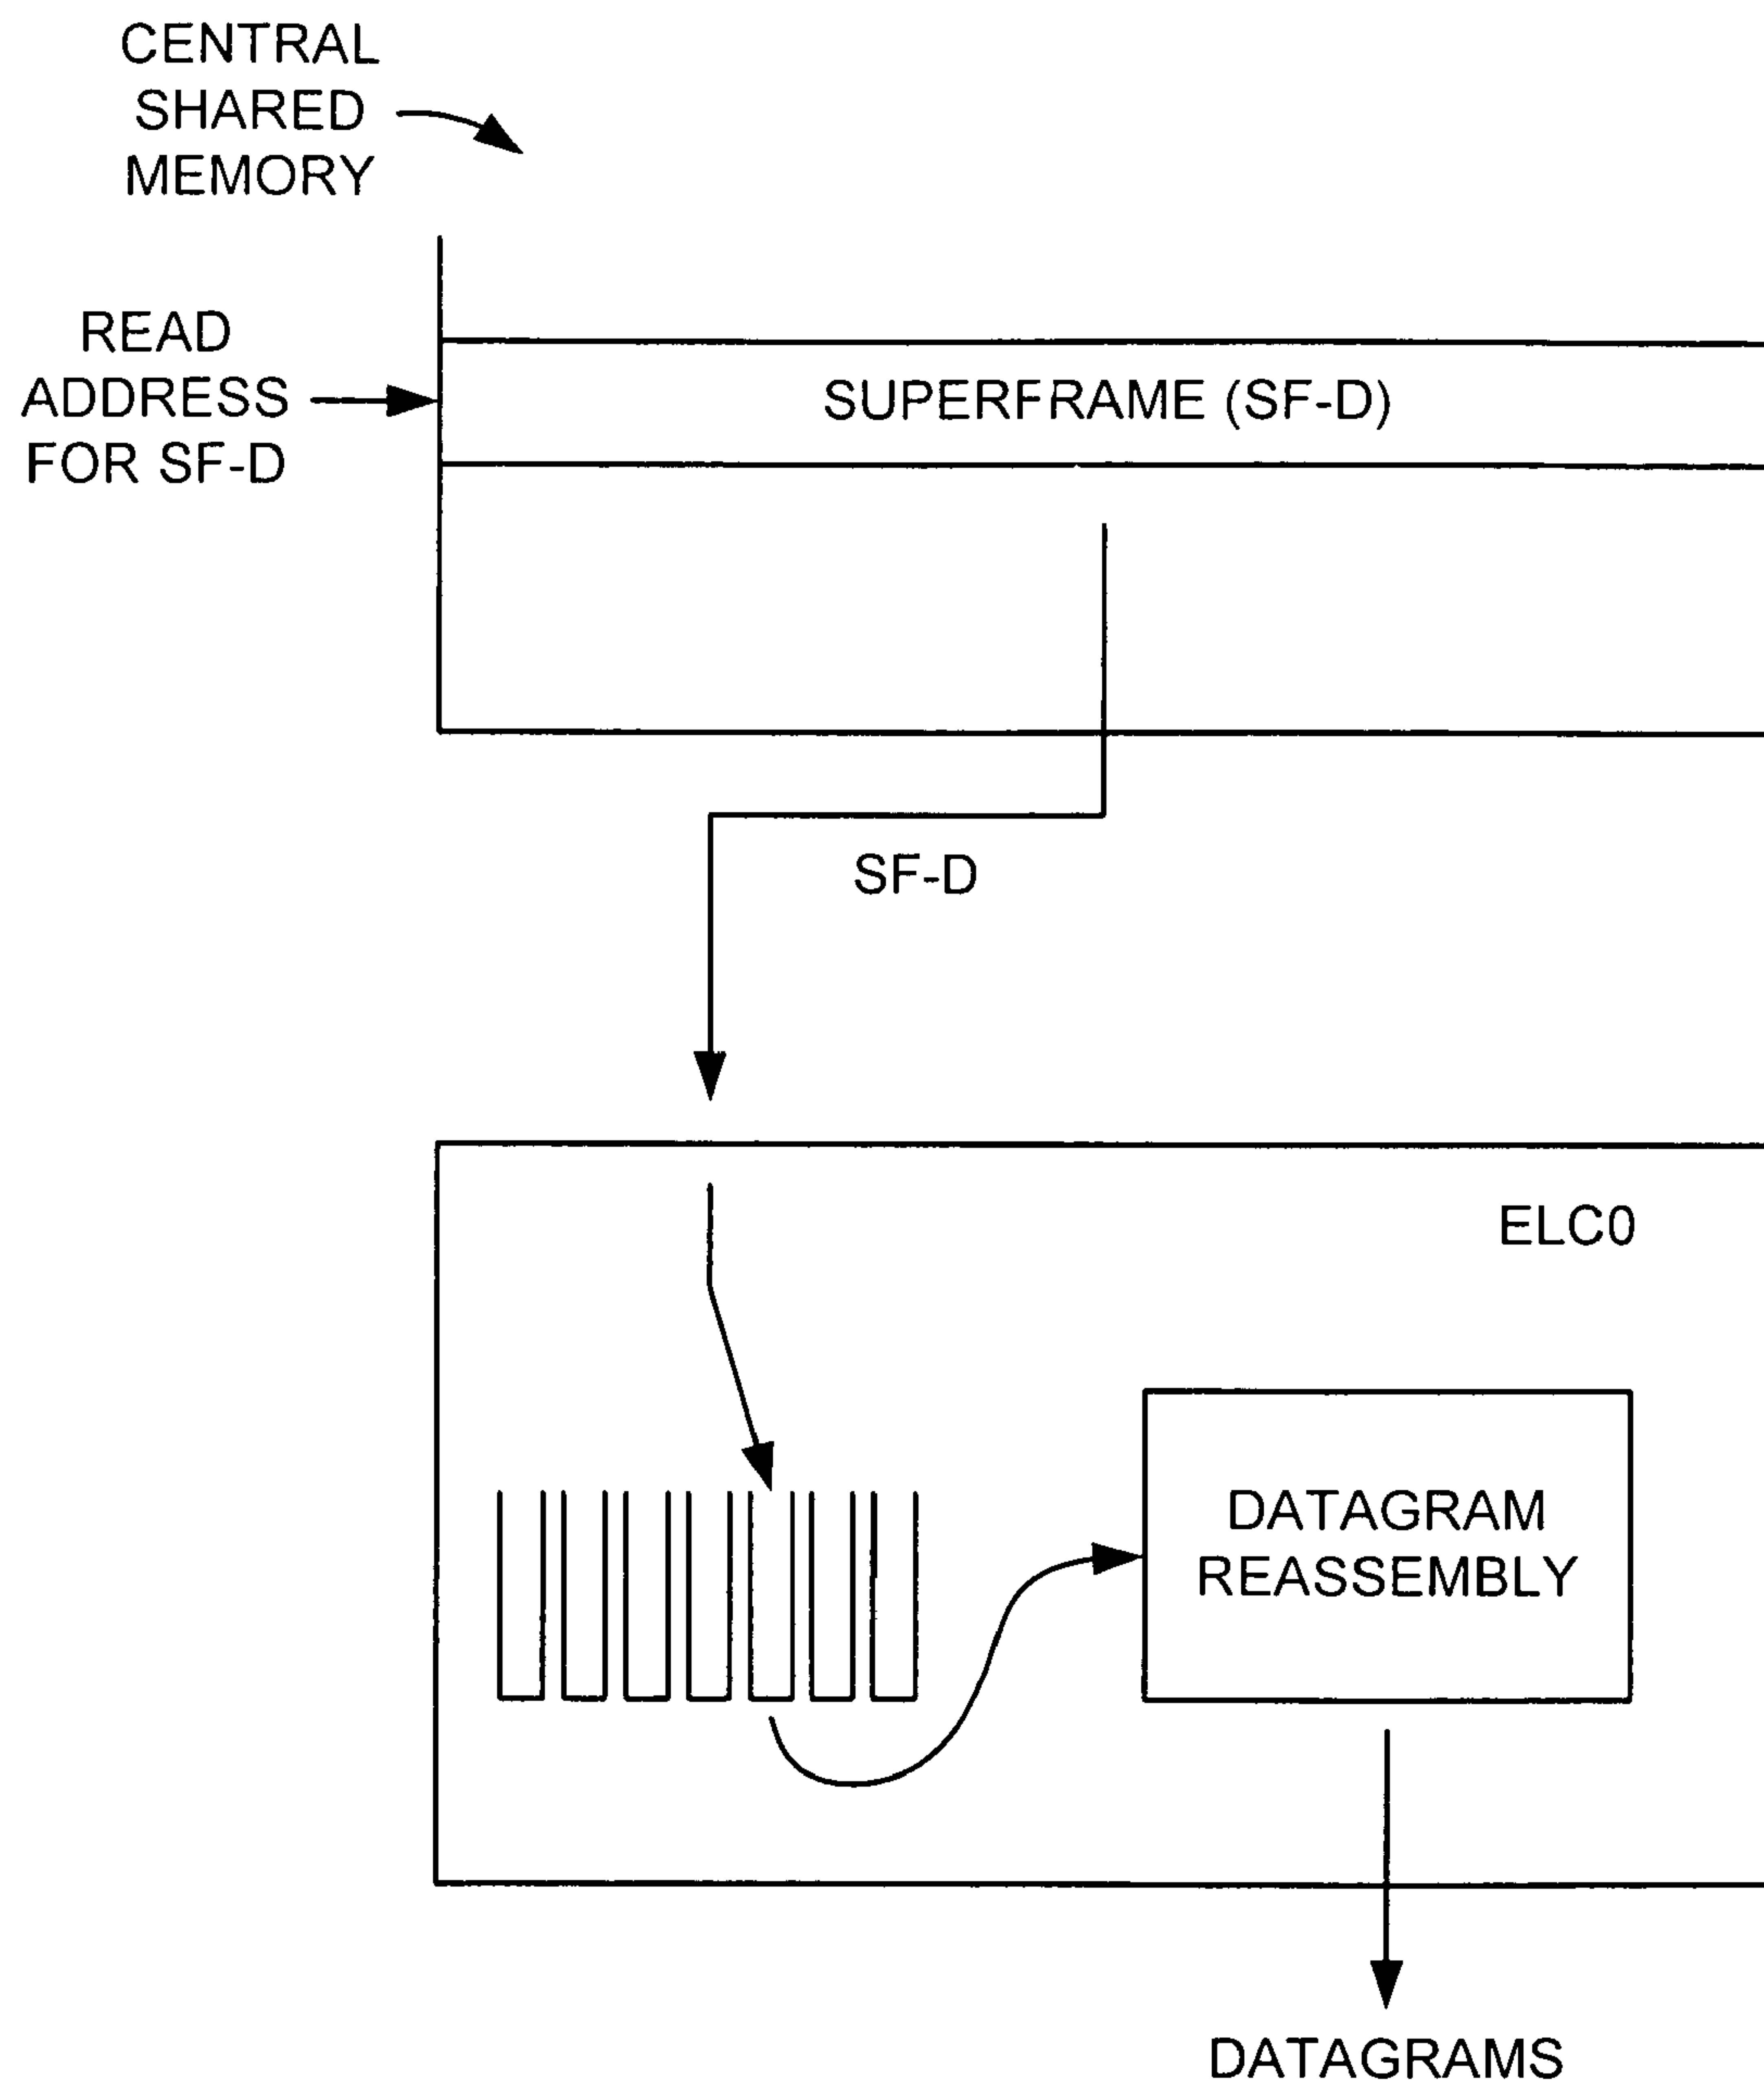 CENTRAL
SHARED
MEMORY
READ
ADDRESS
FOR SF-D
SUPERFRAME (SF-D)
SF-D
ELC0
DATAGRAM
REASSEMBLY
DATAGRAMS